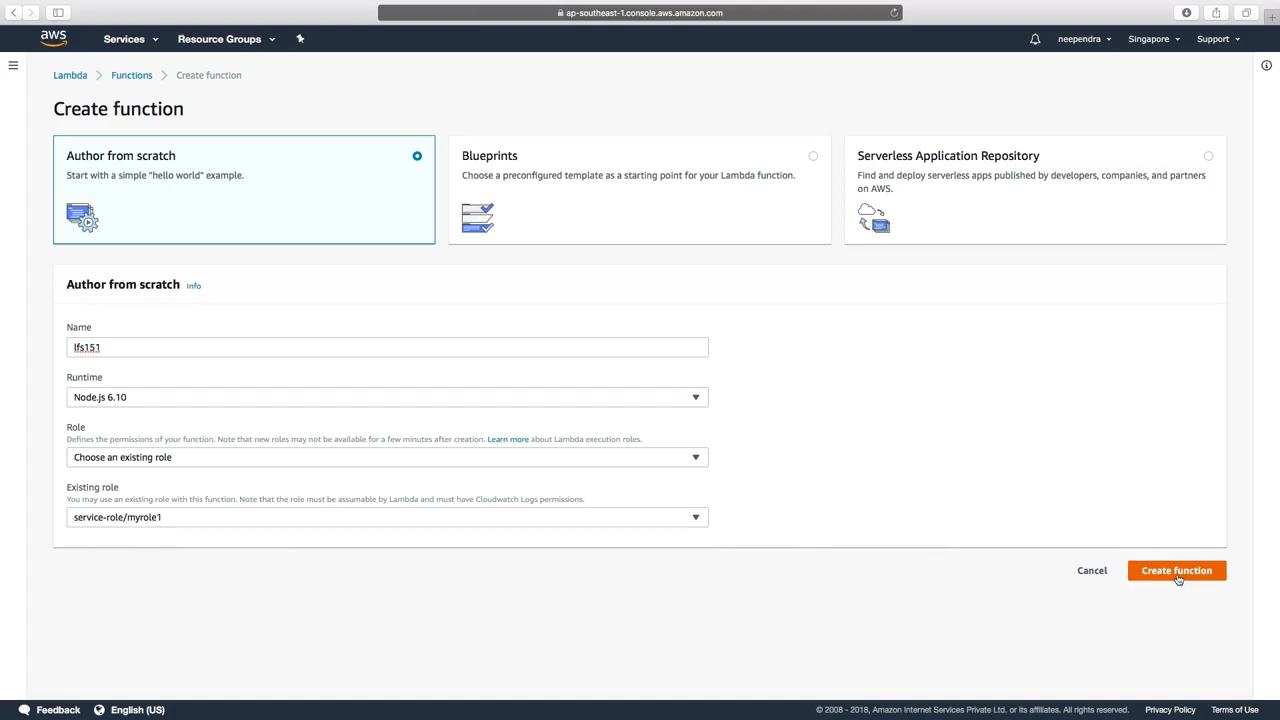 ap-southeast-1.console.aws.amazon.com
aws Services Resource Groups neependra Singapore Support
Lambda Functions Create function
Create function
Author from scratch
Start with a simple "hello world" example.
Blueprints
Choose a preconfigured template as a starting point for your Lambda function.
Serverless Application Repository
Find and deploy serverless apps published by developers, companies, and partners
on AWS.
Author from scratch Info
Name
lfs151
Runtime
Node.js 6.10
Role
Defines the permissions of your function. Note that new roles may not be available for a few minutes after creation. Learn more about Lambda execution roles.
Choose an existing role
Existing role
You may use an existing role with this function. Note that the role must be assumable by Lambda and must have Cloudwatch Logs permissions.
service-role/myrole1
Cancel Create function
Feedback English (US) © 2008 - 2018, Amazon Internet Services Private Ltd. or its affiliates. All rights reserved. Privacy Policy Terms of Use